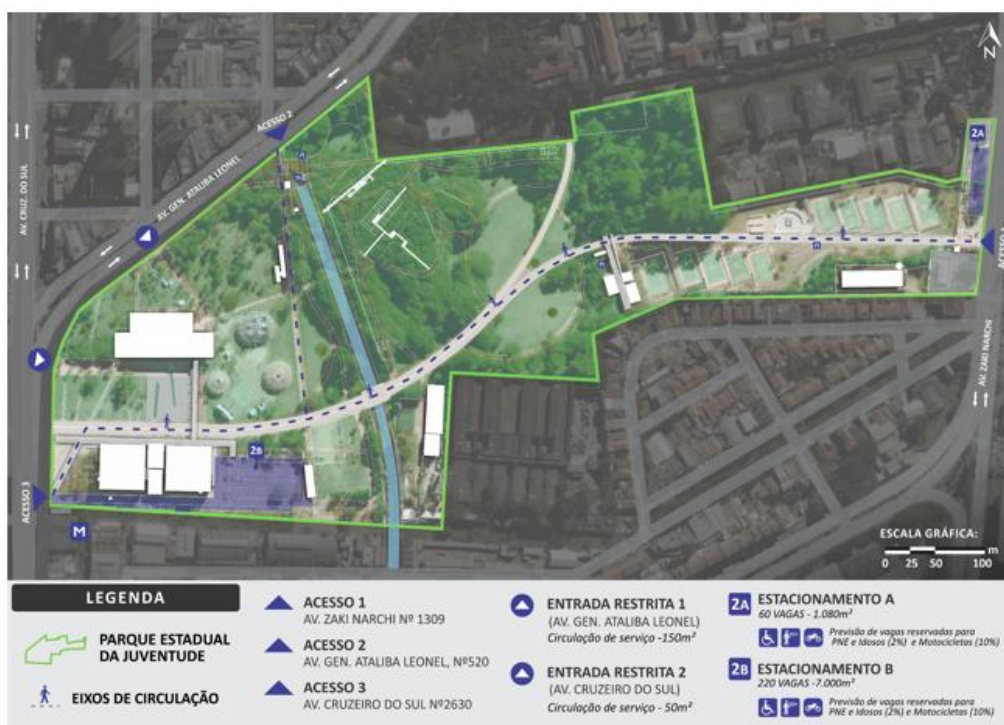 N
ACESSO 2
2A
AV. GEN. ATALIBA LEONEL
AV. CRUZ. DO SUL
ACESSO 1
AV. ZAKI NARCHI
2B
ACESSO 3
M
ESCALA GRÁFICA:
0 25 50 100 m
LEGENDA
PARQUE ESTADUAL
DA JUVENTUDE
EIXOS DE CIRCULAÇÃO
ACESSO 1
AV. ZAKI NARCHI Nº 1309
ACESSO 2
AV. GEN. ATALIBA LEONEL, Nº520
ACESSO 3
AV. CRUZEIRO DO SUL Nº2630
ENTRADA RESTRITA 1
(AV. GEN. ATALIBA LEONEL)
Circulação de serviço -150m²
ENTRADA RESTRITA 2
(AV. CRUZEIRO DO SUL)
Circulação de serviço - 50m²
2A ESTACIONAMENTO A
60 VAGAS - 1.080m²
Previsão de vagas reservadas para
PNE e Idosos (2%) e Motocicletas (10%)
2B ESTACIONAMENTO B
220 VAGAS -7.000m²
Previsão de vagas reservadas para
PNE e Idosos (2%) e Motocicletas (10%)